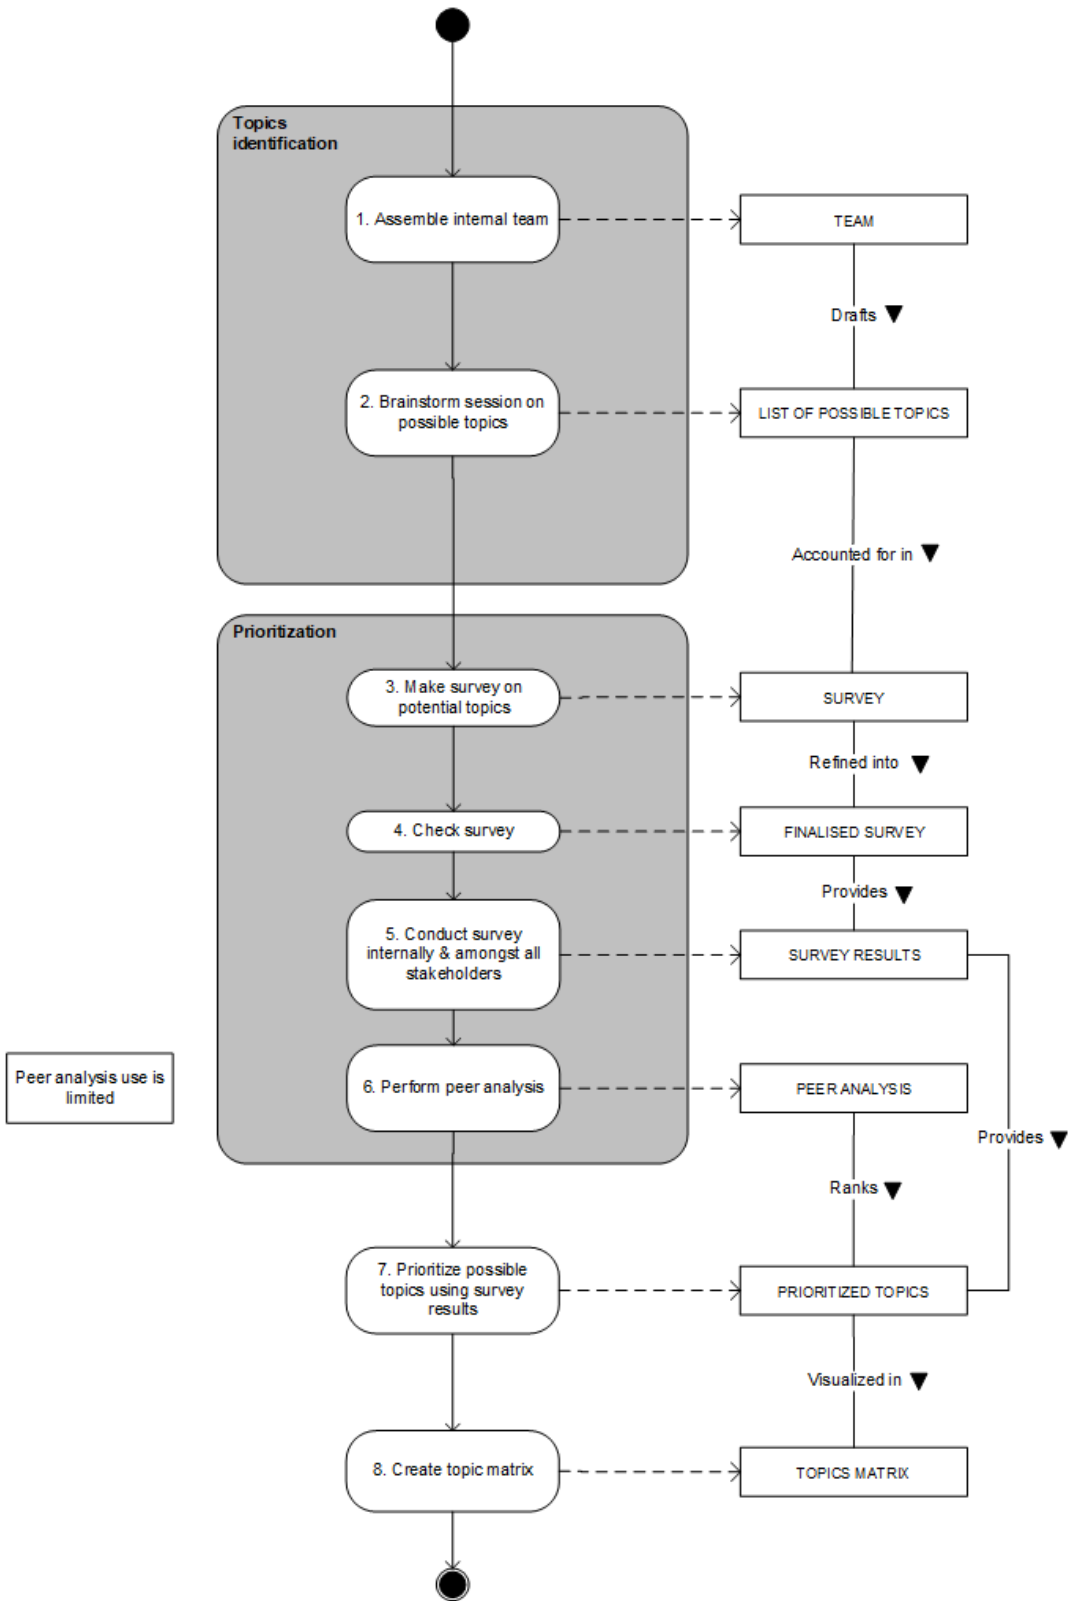 Topics
identification
1. Assemble internal team
TEAM
Drafts
2. Brainstorm session on
possible topics
LIST OF POSSIBLE TOPICS
Accounted for in
Prioritization
3. Make survey on
potential topics
SURVEY
Refined into
4. Check survey
FINALISED SURVEY
Provides
5. Conduct survey
internally & amongst all
stakeholders
SURVEY RESULTS
Peer analysis use is
limited
6. Perform peer analysis
PEER ANALYSIS
Provides
Ranks
7. Prioritize possible
topics using survey
results
PRIORITIZED TOPICS
Visualized in
8. Create topic matrix
TOPICS MATRIX